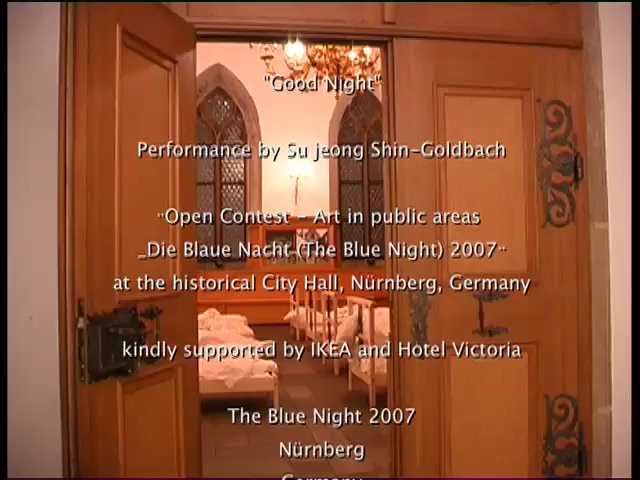 "Good Night"
Performance by Su jeong Shin-Goldbach
"Open Contest - Art in public areas
_Die Blaue Nacht (The Blue Night) 2007"
at the historical City Hall, Nürnberg, Germany
kindly supported by IKEA and Hotel Victoria
The Blue Night 2007
Nürnberg
Germany